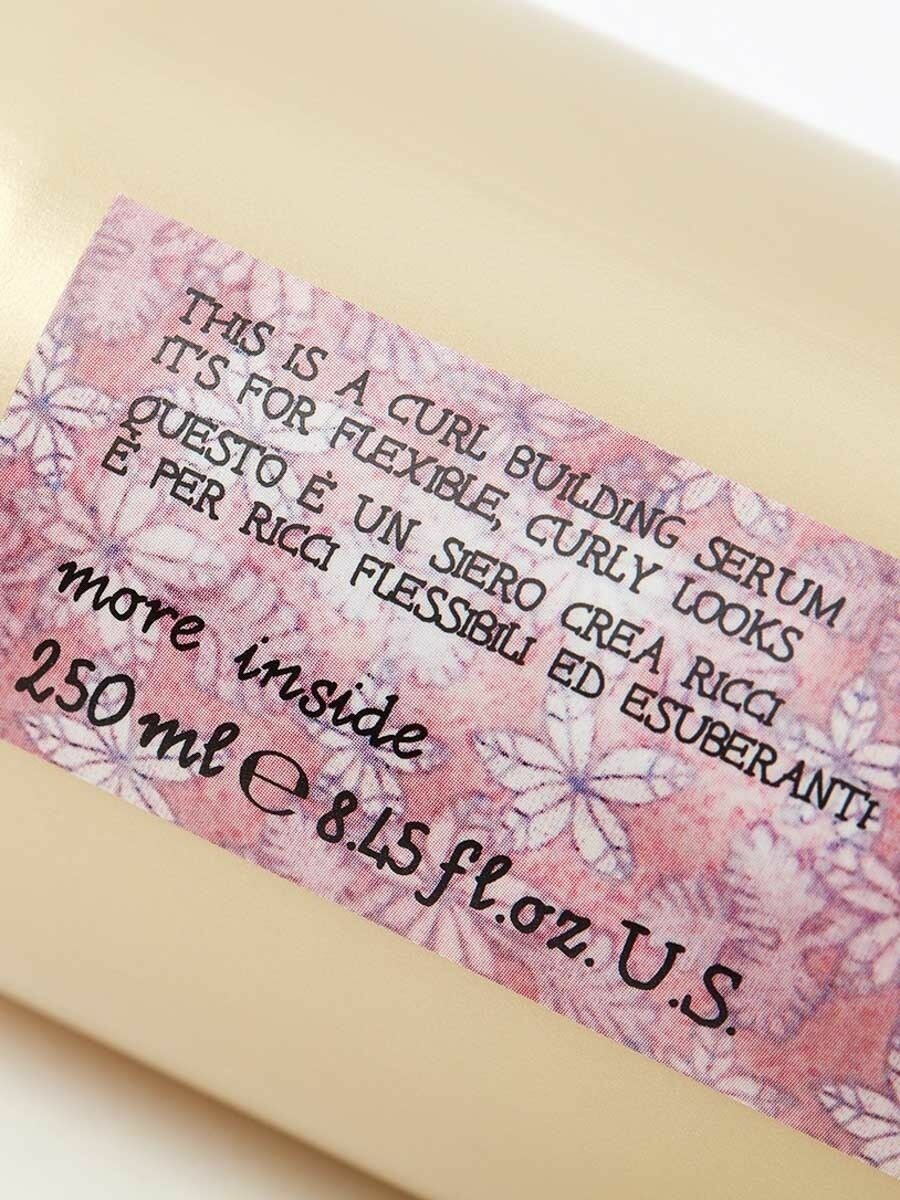 THIS IS A CURL BUILDING SERUM
IT'S FOR FLEXIBLE, CURLY LOOKS
QUESTO È UN SIERO CREA RICCI
È PER RICCI FLESSIBILI ED ESUBERANTI
more inside
250 ml ℮ 8.45 fl.oz. U.S.